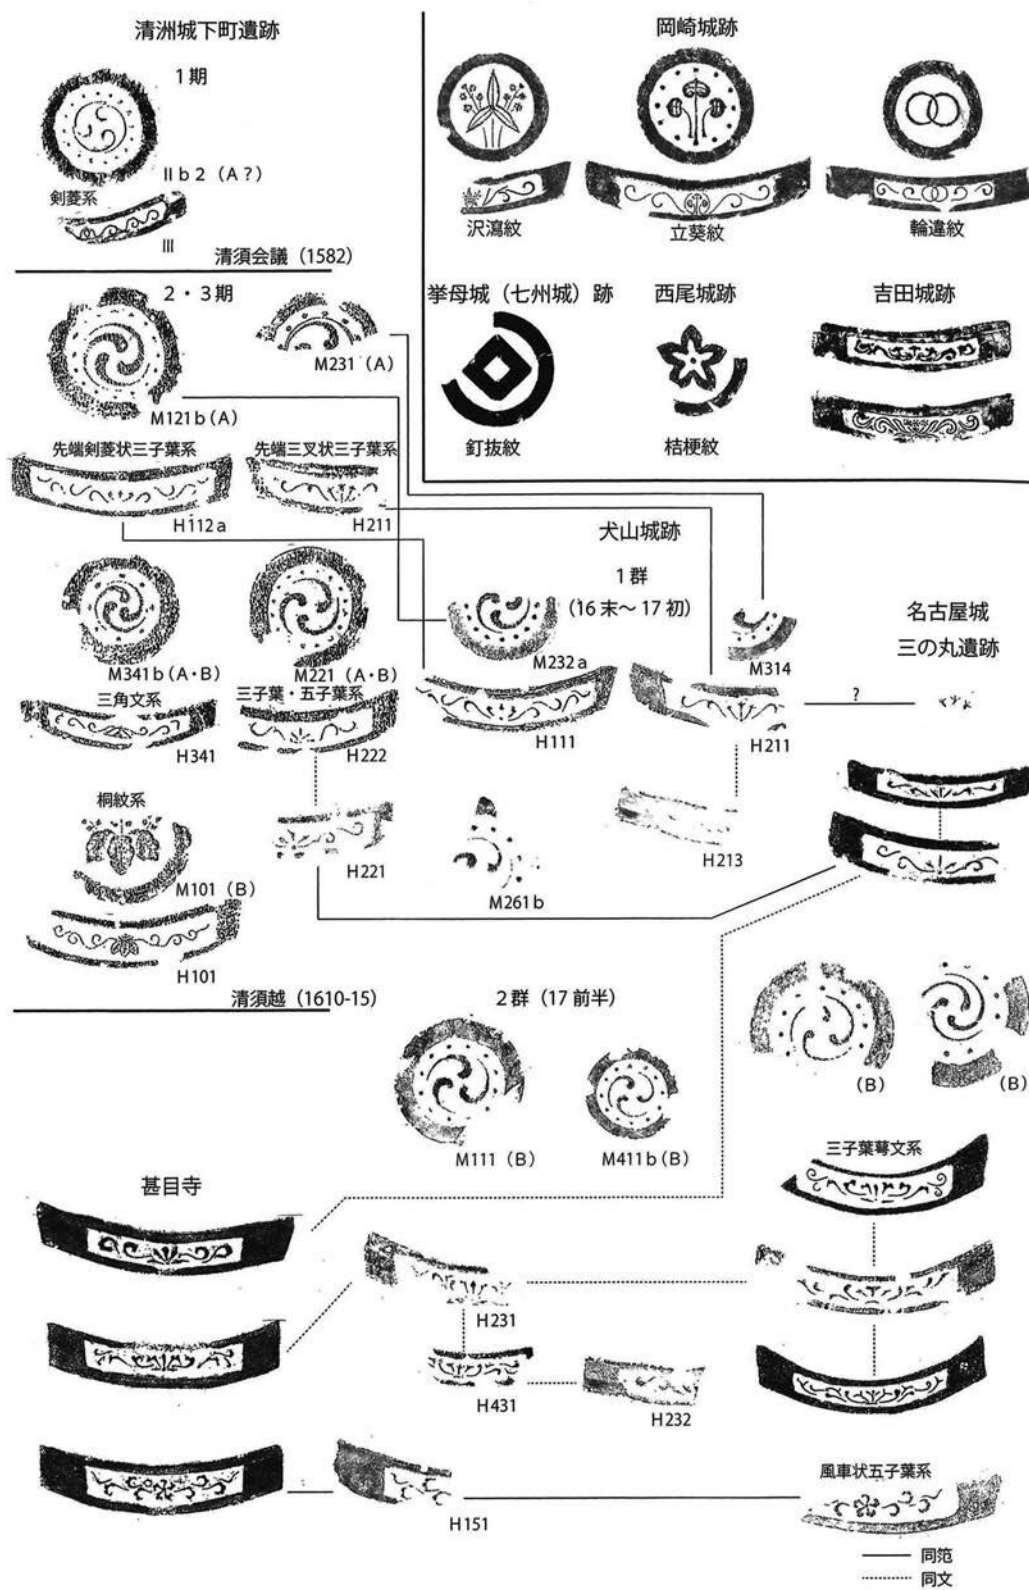 清洲城下町遺跡
1期
Ⅱb2（A？）
剣菱系
Ⅲ
清須会議（1582）
2・3期
M231（A）
M121b（A）
先端剣菱状三子葉系
先端三叉状三子葉系
H112a
H211
M341b（A・B）
M221（A・B）
三角文系
三子葉・五子葉系
H341
H222
桐紋系
H221
M101（B）
H101
清須越（1610-15）
岡崎城跡
沢瀉紋
立葵紋
輪違紋
挙母城（七州城）跡
西尾城跡
吉田城跡
釘抜紋
桔梗紋
犬山城跡
1群
（16末～17初）
M232a
M314
H111
H211
?
H213
M261b
名古屋城
三の丸遺跡
2群（17前半）
M111（B）
M411b（B）
（B）
（B）
三子葉萼文系
甚目寺
H231
H431
H232
風車状五子葉系
H151
同笵
同文